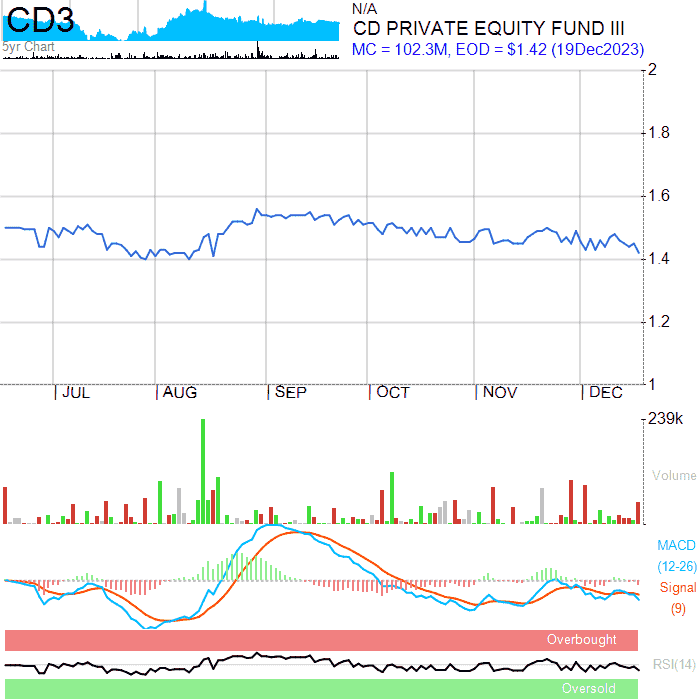 CD3
5yr Chart
N/A
CD PRIVATE EQUITY FUND III
MC = 102.3M, EOD = $1.42 (19Dec2023)
2
1.8
1.6
1.4
1.2
1
JUL AUG SEP OCT NOV DEC
239k
Volume
MACD
(12-26)
Signal
(9)
Overbought
RSI(14)
Oversold